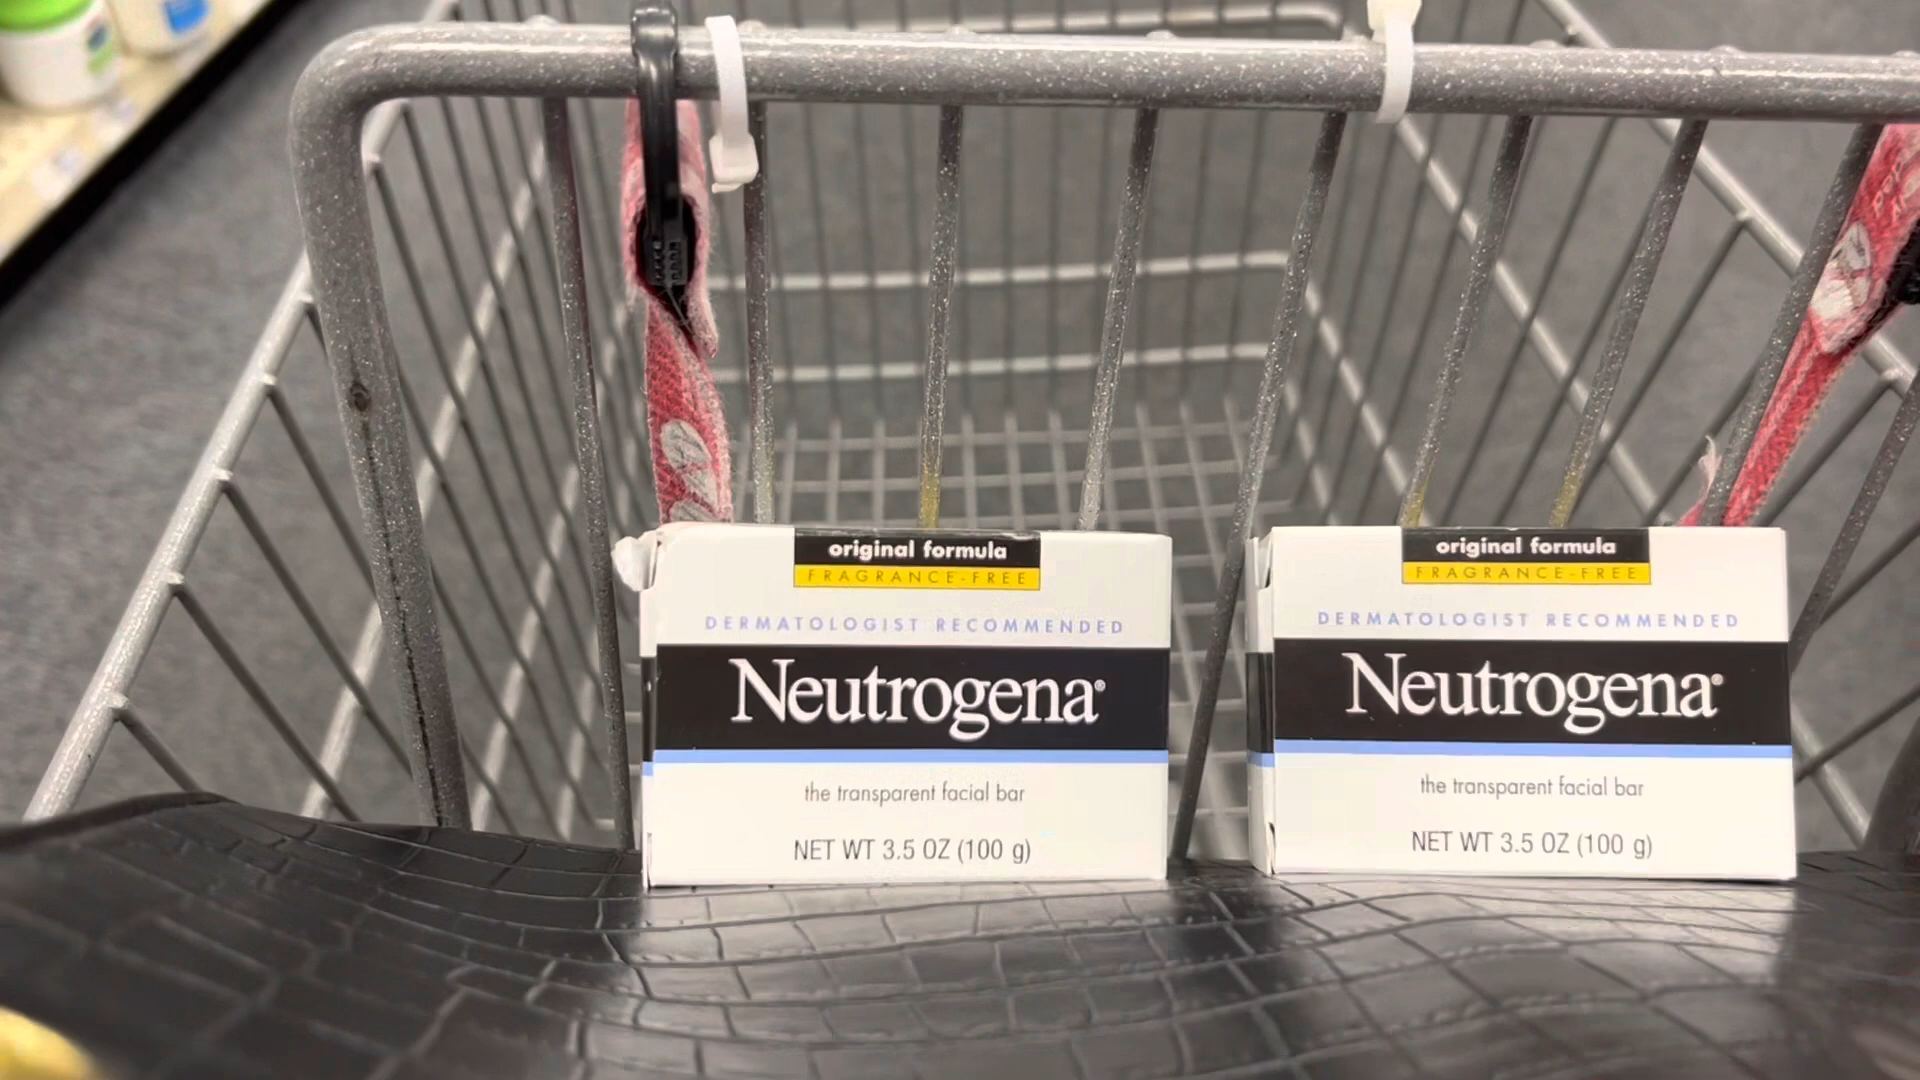 original formula
FRAGRANCE-FREE
DERMATOLOGIST RECOMMENDED
Neutrogena®
the transparent facial bar
NET WT 3.5 OZ (100 g)
original formula
FRAGRANCE-FREE
DERMATOLOGIST RECOMMENDED
Neutrogena®
the transparent facial bar
NET WT 3.5 OZ (100 g)